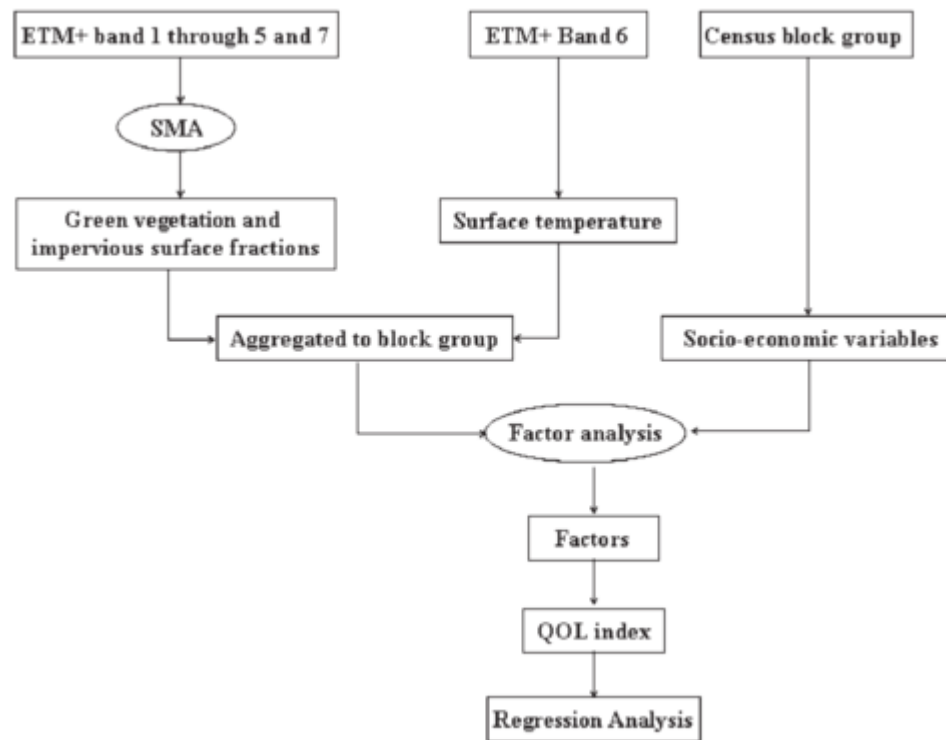 ETM+ band 1 through 5 and 7
ETM+ Band 6
Census block group
SMA
Green vegetation and
impervious surface fractions
Surface temperature
Aggregated to block group
Socio-economic variables
Factor analysis
Factors
QOL index
Regression Analysis